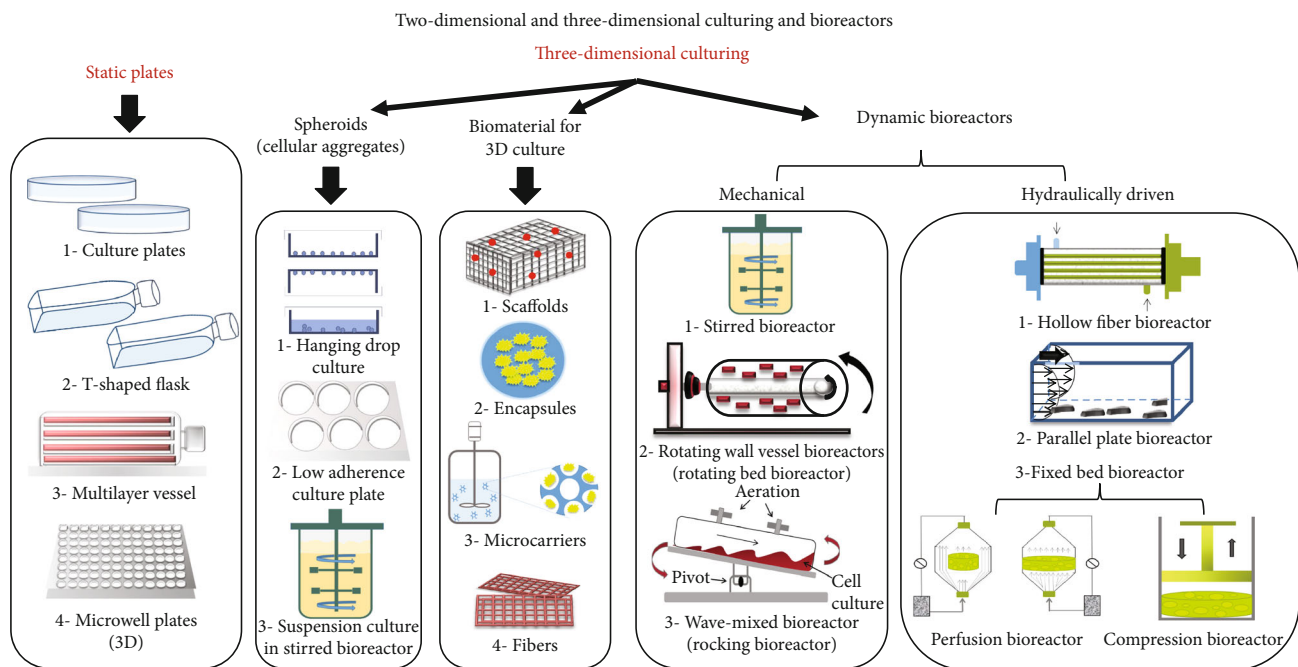 Two-dimensional and three-dimensional culturing and bioreactors
Three-dimensional culturing
Static plates
1- Culture plates
2- T-shaped flask
3- Multilayer vessel
4- Microwell plates
(3D)
Spheroids
(cellular aggregates)
1- Hanging drop
culture
2- Low adherence
culture plate
3- Suspension culture
in stirred bioreactor
Biomaterial for
3D culture
1- Scaffolds
2- Encapsules
3- Microcarriers
4- Fibers
Dynamic bioreactors
Mechanical
1- Stirred bioreactor
2- Rotating wall vessel bioreactors
(rotating bed bioreactor)
Aeration
Pivot
Cell
culture
3- Wave-mixed bioreactor
(rocking bioreactor)
Hydraulically driven
1- Hollow fiber bioreactor
2- Parallel plate bioreactor
3-Fixed bed bioreactor
Perfusion bioreactor
Compression bioreactor